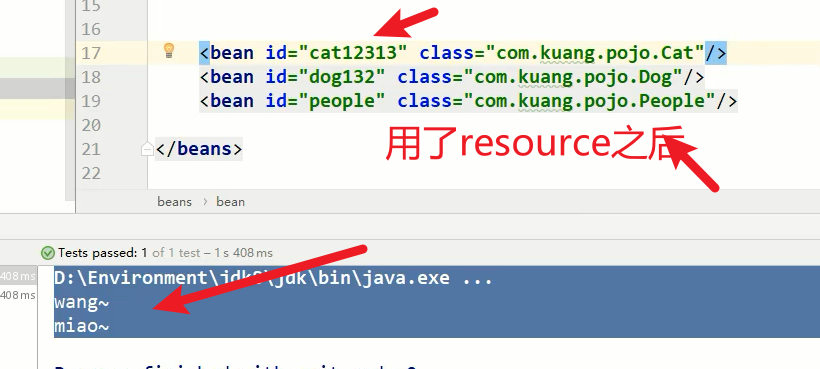 15
16
17 <bean id="cat12313" class="com.kuang.pojo.Cat"/>
18 <bean id="dog132" class="com.kuang.pojo.Dog"/>
19 <bean id="people" class="com.kuang.pojo.People"/>
20
用了resource之后
21 </beans>
22
beans › bean
Tests passed: 1 of 1 test – 1 s 408 ms
408 ms D:\Environment\jdk8\jdk\bin\java.exe ...
408 ms wang~
miao~